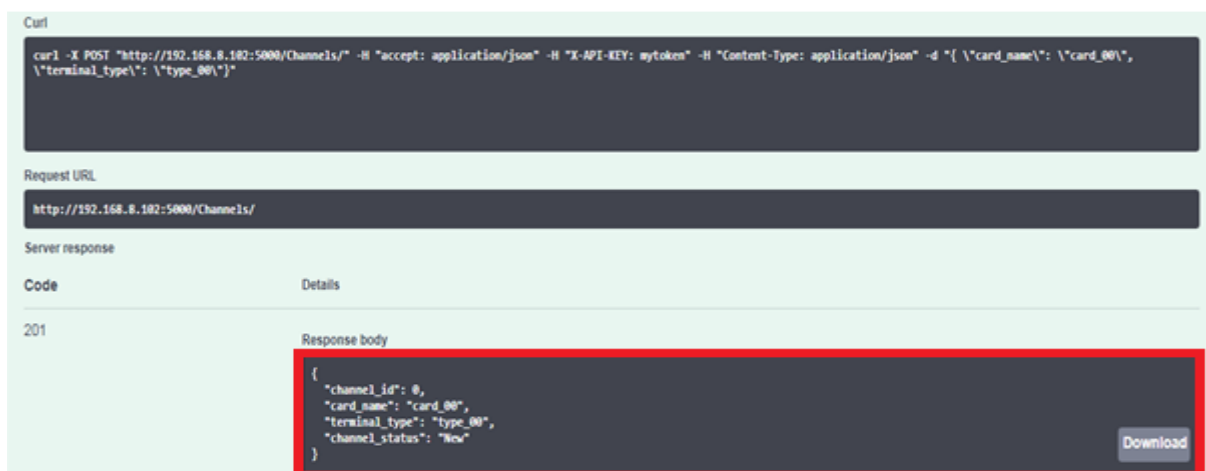 Curl
curl -X POST "http://192.168.8.102:5000/Channels/" -H "accept: application/json" -H "X-API-KEY: mytoken" -H "Content-Type: application/json" -d "{ \"card_name\": \"card_00\",
\"terminal_type\": \"type_00\"}"
Request URL
http://192.168.8.102:5000/Channels/
Server response
Code Details
201
Response body
{
"channel_id": 0,
"card_name": "card_00",
"terminal_type": "type_00",
"channel_status": "New"
}
Download